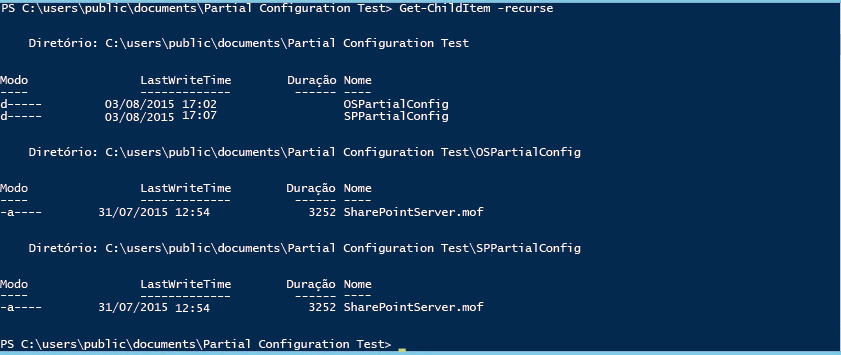 PS C:\users\public\documents\Partial Configuration Test> Get-ChildItem -recurse
Diretório: C:\users\public\documents\Partial Configuration Test
Modo LastWriteTime Duração Nome
---- ------------- ------ ----
d----- 03/08/2015 17:02 OSPartialConfig
d----- 03/08/2015 17:07 SPPartialConfig
Diretório: C:\users\public\documents\Partial Configuration Test\OSPartialConfig
Modo LastWriteTime Duração Nome
---- ------------- ------ ----
-a---- 31/07/2015 12:54 3252 SharePointServer.mof
Diretório: C:\users\public\documents\Partial Configuration Test\SPPartialConfig
Modo LastWriteTime Duração Nome
---- ------------- ------ ----
-a---- 31/07/2015 12:54 3252 SharePointServer.mof
PS C:\users\public\documents\Partial Configuration Test> _